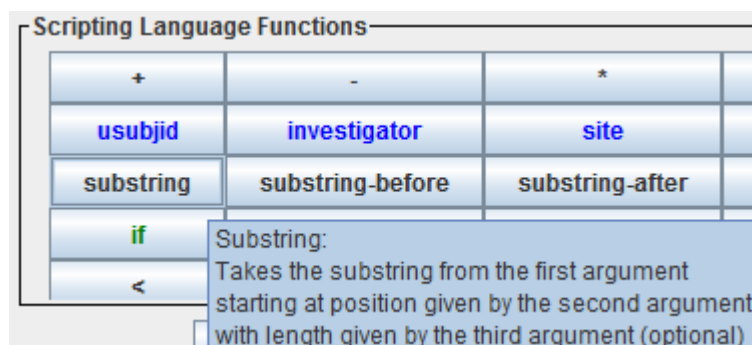 Scripting Language Functions
+ - *
usubjid investigator site
substring substring-before substring-after
if
<
Substring:
Takes the substring from the first argument
starting at position given by the second argument
with length given by the third argument (optional)